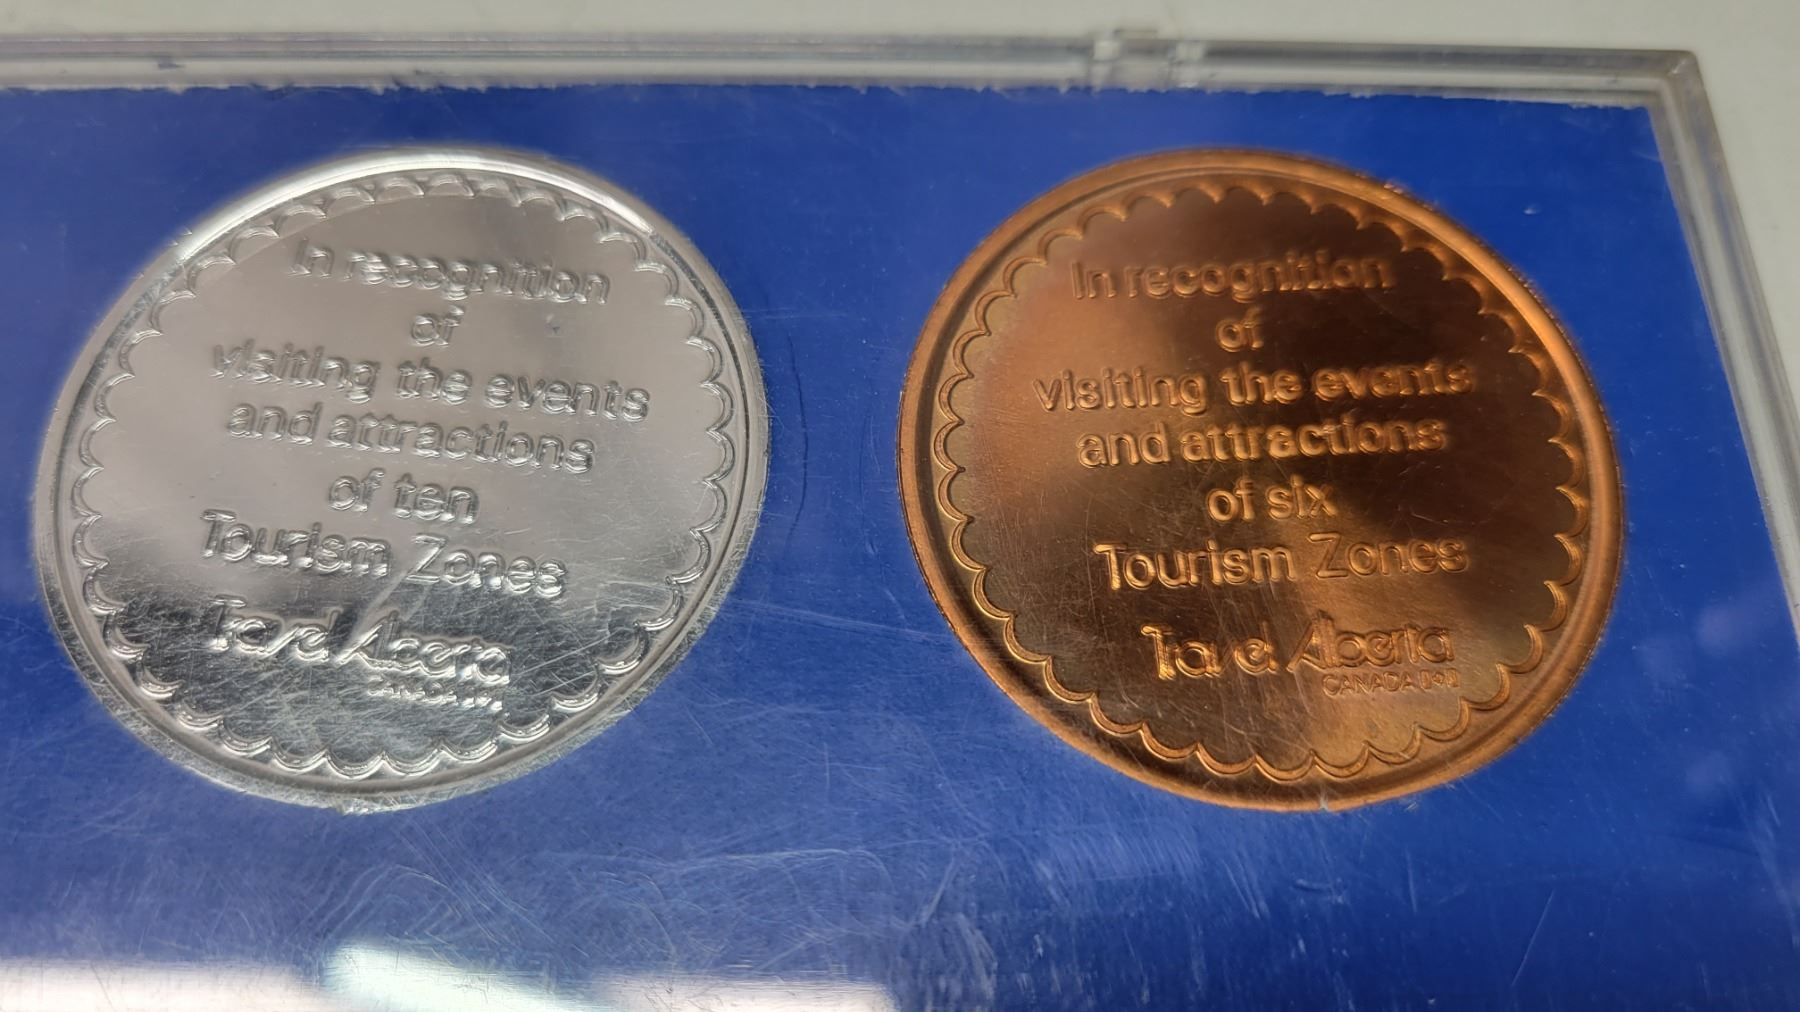 In recognition
of
visiting the events
and attractions
of ten
Tourism Zones
Travel Alberta
CANADA
In recognition
of
visiting the events
and attractions
of six
Tourism Zones
Travel Alberta
CANADA